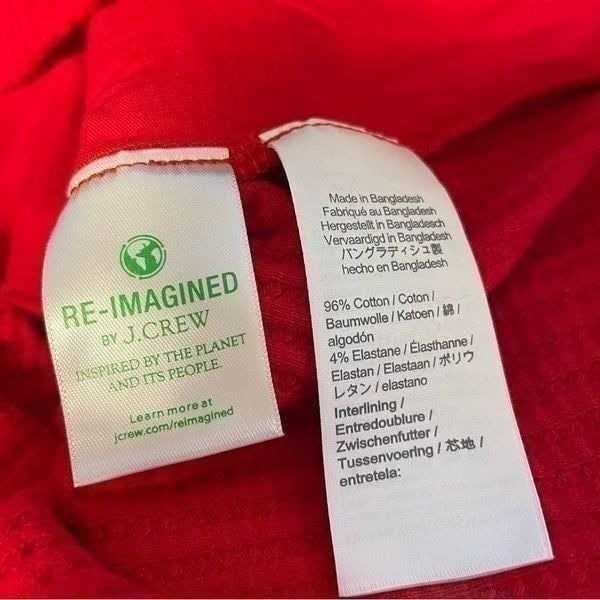 RE-IMAGINED
BY J.CREW
INSPIRED BY THE PLANET
AND ITS PEOPLE.
Learn more at
jcrew.com/reimagined
Made in Bangladesh
Fabriqué au Bangladesh
Hergestellt in Bangladesch
Vervaardigd in Bangladesh
バングラディシュ製
hecho en Bangladesh
96% Cotton / Coton /
Baumwolle / Katoen / 綿 /
algodón
4% Elastane / Élasthanne /
Elastan / Elastaan / ポリウ
レタン / elastano
Interlining /
Entredoublure /
Zwischenfutter /
Tussenvoering / 芯地 /
entretela: